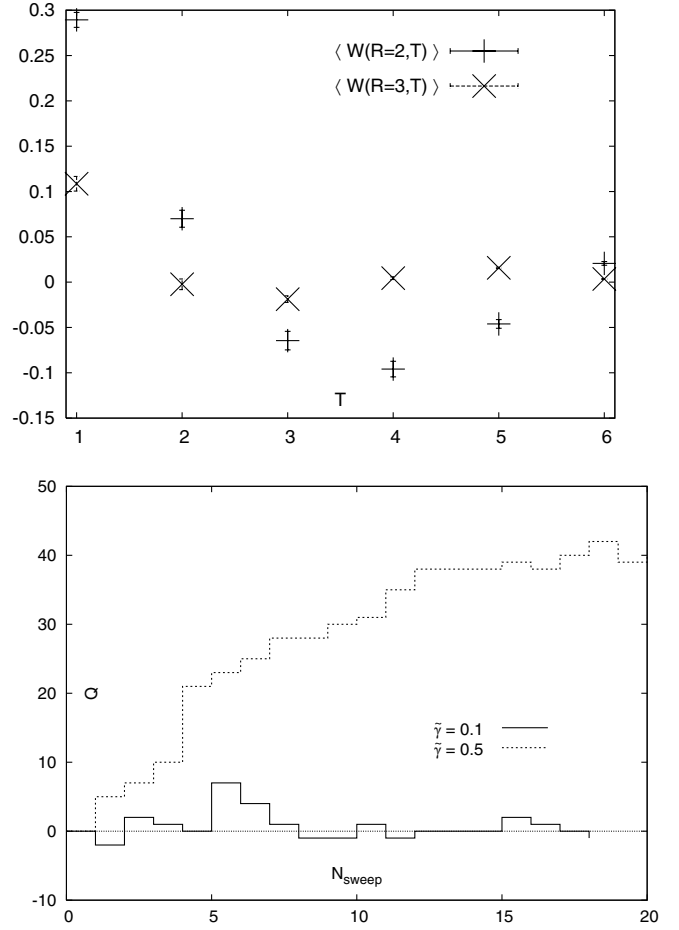 0.3
0.25
0.2
0.15
0.1
0.05
0
-0.05
-0.1
-0.15
⟨ W(R=2,T) ⟩
⟨ W(R=3,T) ⟩
T
1 2 3 4 5 6
50
40
30
20
10
0
-10
Q
γ̃ = 0.1
γ̃ = 0.5
N_sweep
0 5 10 15 20